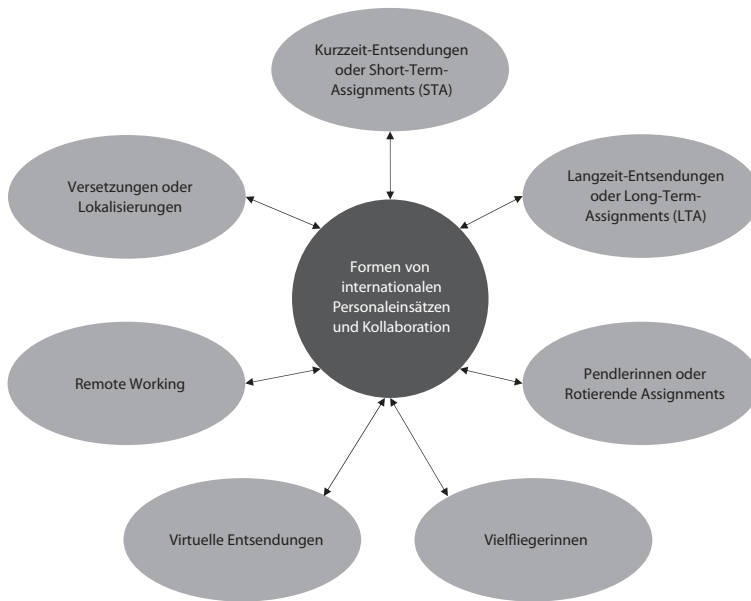 Kurzzeit-Entsendungen
oder Short-Term-
Assignments (STA)
Versetzungen oder
Lokalisierungen
Langzeit-Entsendungen
oder Long-Term-
Assignments (LTA)
Formen von
internationalen
Personaleinsätzen
und Kollaboration
Remote Working
Pendlerinnen oder
Rotierende Assignments
Virtuelle Entsendungen
Vielfliegerinnen